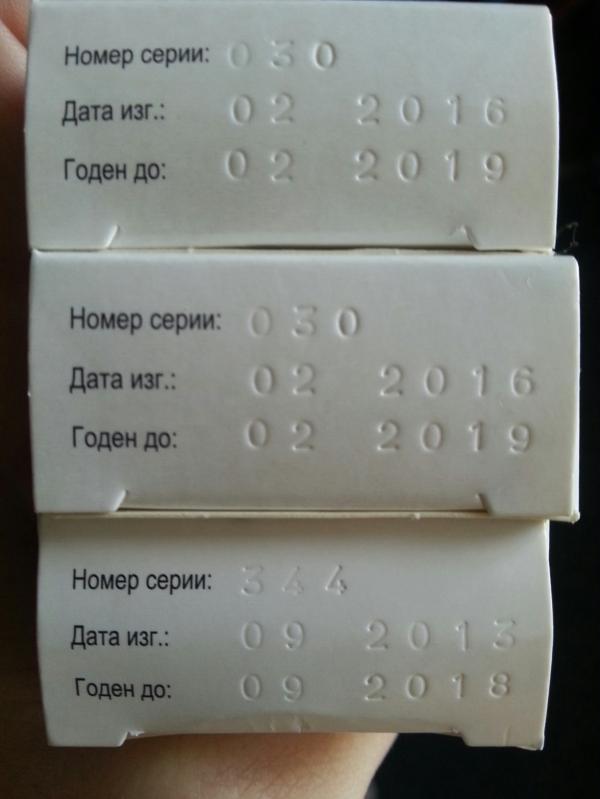 Номер серии: 030
Дата изг.: 02 2016
Годен до: 02 2019
Номер серии: 030
Дата изг.: 02 2016
Годен до: 02 2019
Номер серии: 344
Дата изг.: 09 2013
Годен до: 09 2018